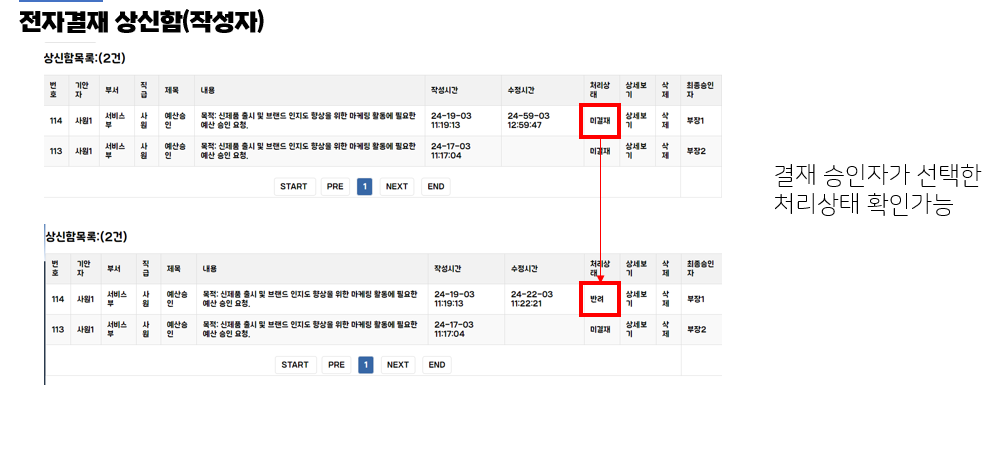 전자결재 상신함(작성자)
상신함목록:(2건)
번호 기안자 부서 직급 제목 내용 작성시간 수정시간 처리상태 상세보기 삭제 최종승인자
114 사원1 서비스부 사원 예산승인 목적: 신제품 출시 및 브랜드 인지도 향상을 위한 마케팅 활동에 필요한 예산 승인 요청. 24-19-03 11:19:13 24-59-03 12:59:47 미결재 상세보기 삭제 부장1
113 사원1 서비스부 사원 예산승인 목적: 신제품 출시 및 브랜드 인지도 향상을 위한 마케팅 활동에 필요한 예산 승인 요청. 24-17-03 11:17:04 미결재 상세보기 삭제 부장2
START PRE 1 NEXT END
결재 승인자가 선택한
처리상태 확인가능
상신함목록:(2건)
번호 기안자 부서 직급 제목 내용 작성시간 수정시간 처리상태 상세보기 삭제 최종승인자
114 사원1 서비스부 사원 예산승인 목적: 신제품 출시 및 브랜드 인지도 향상을 위한 마케팅 활동에 필요한 예산 승인 요청. 24-19-03 11:19:13 24-22-03 11:22:21 반려 상세보기 삭제 부장1
113 사원1 서비스부 사원 예산승인 목적: 신제품 출시 및 브랜드 인지도 향상을 위한 마케팅 활동에 필요한 예산 승인 요청. 24-17-03 11:17:04 미결재 상세보기 삭제 부장2
START PRE 1 NEXT END